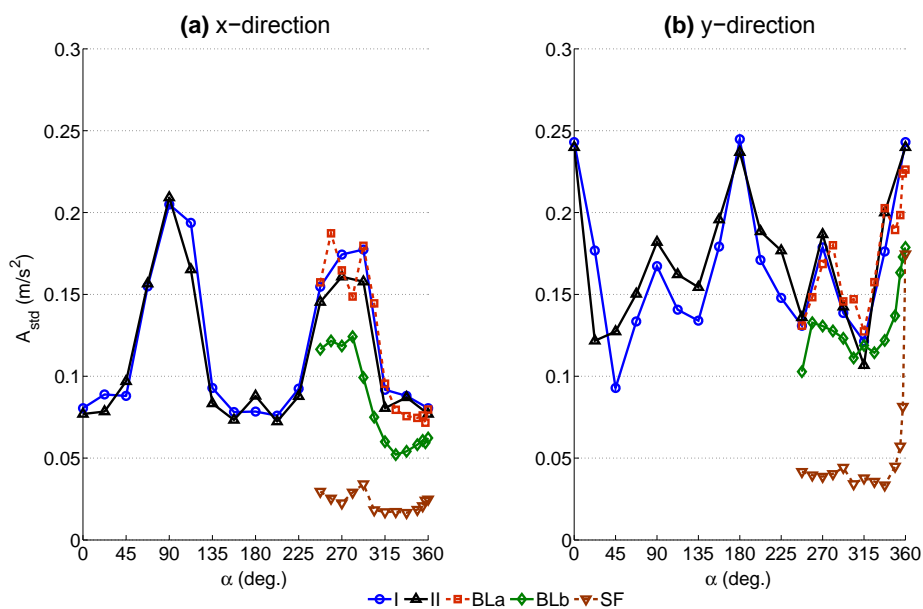 (a) x−direction
(b) y−direction
0.3
0.25
0.2
0.15
0.1
0.05
0
A_std (m/s^2)
0 45 90 135 180 225 270 315 360
α (deg.)
0.3
0.25
0.2
0.15
0.1
0.05
0
0 45 90 135 180 225 270 315 360
α (deg.)
I II BLa BLb SF